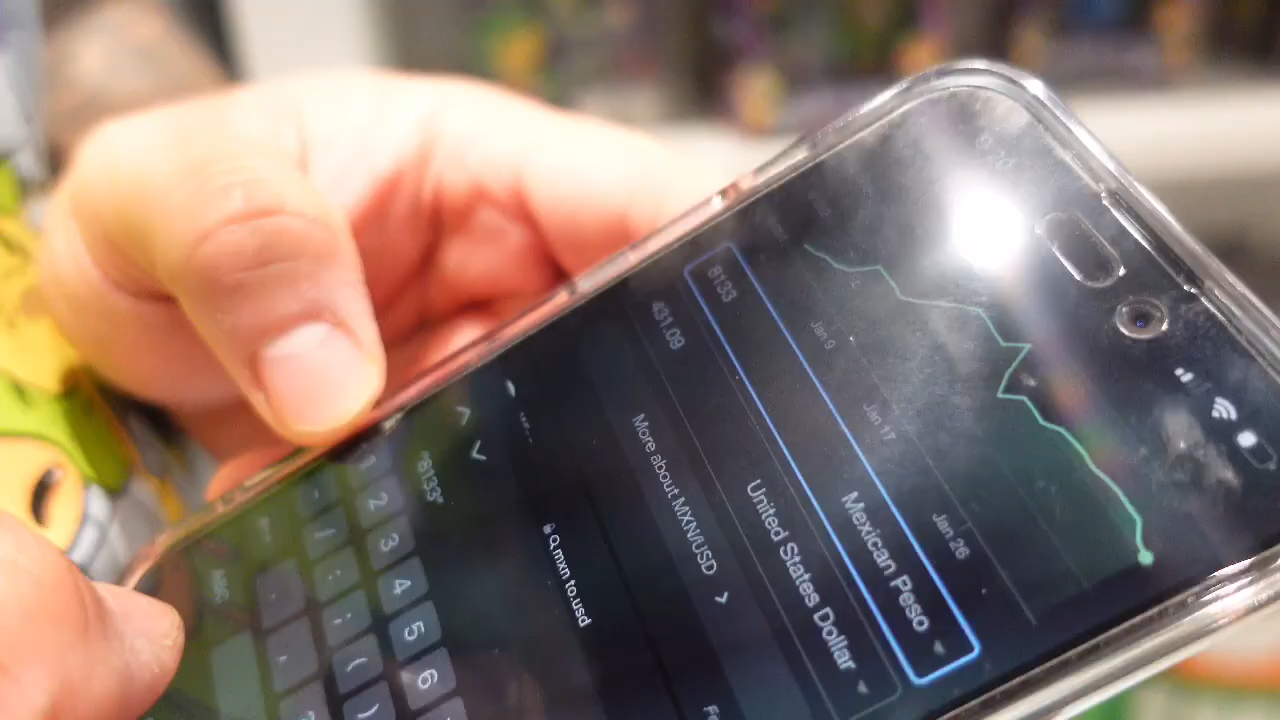 Jan 9
Jan 17
Jan 26
8133
Mexican Peso
431.09
United States Dollar
More about MXN/USD
mxn to usd
"8133"
1
2
3
4
5
6
-
/
:
;
(
)
ABC